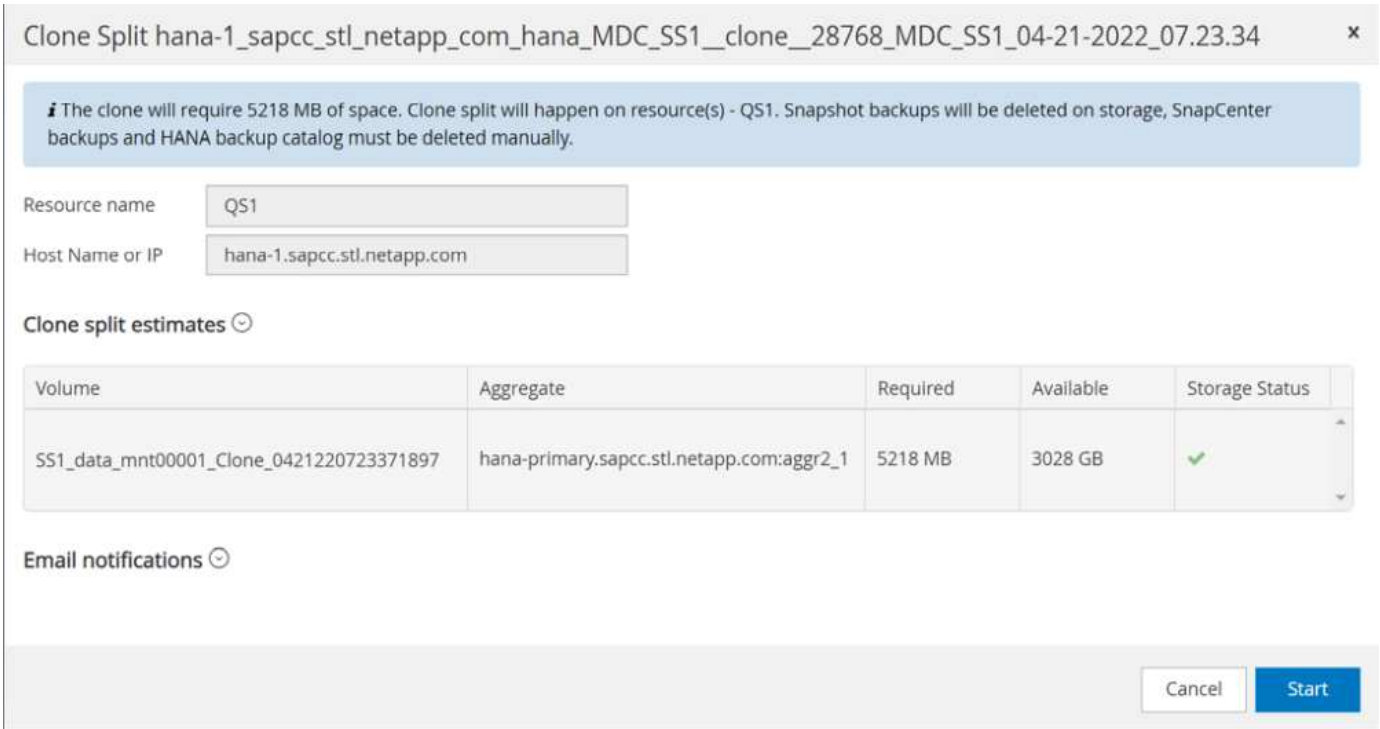 Clone Split hana-1_sapcc_stl_netapp_com_hana_MDC_SS1__clone__28768_MDC_SS1_04-21-2022_07.23.34 x
i The clone will require 5218 MB of space. Clone split will happen on resource(s) - QS1. Snapshot backups will be deleted on storage, SnapCenter
backups and HANA backup catalog must be deleted manually.
Resource name QS1
Host Name or IP hana-1.sapcc.stl.netapp.com
Clone split estimates
Volume Aggregate Required Available Storage Status
SS1_data_mnt00001_Clone_0421220723371897 hana-primary.sapcc.stl.netapp.com:aggr2_1 5218 MB 3028 GB
Email notifications
Cancel Start